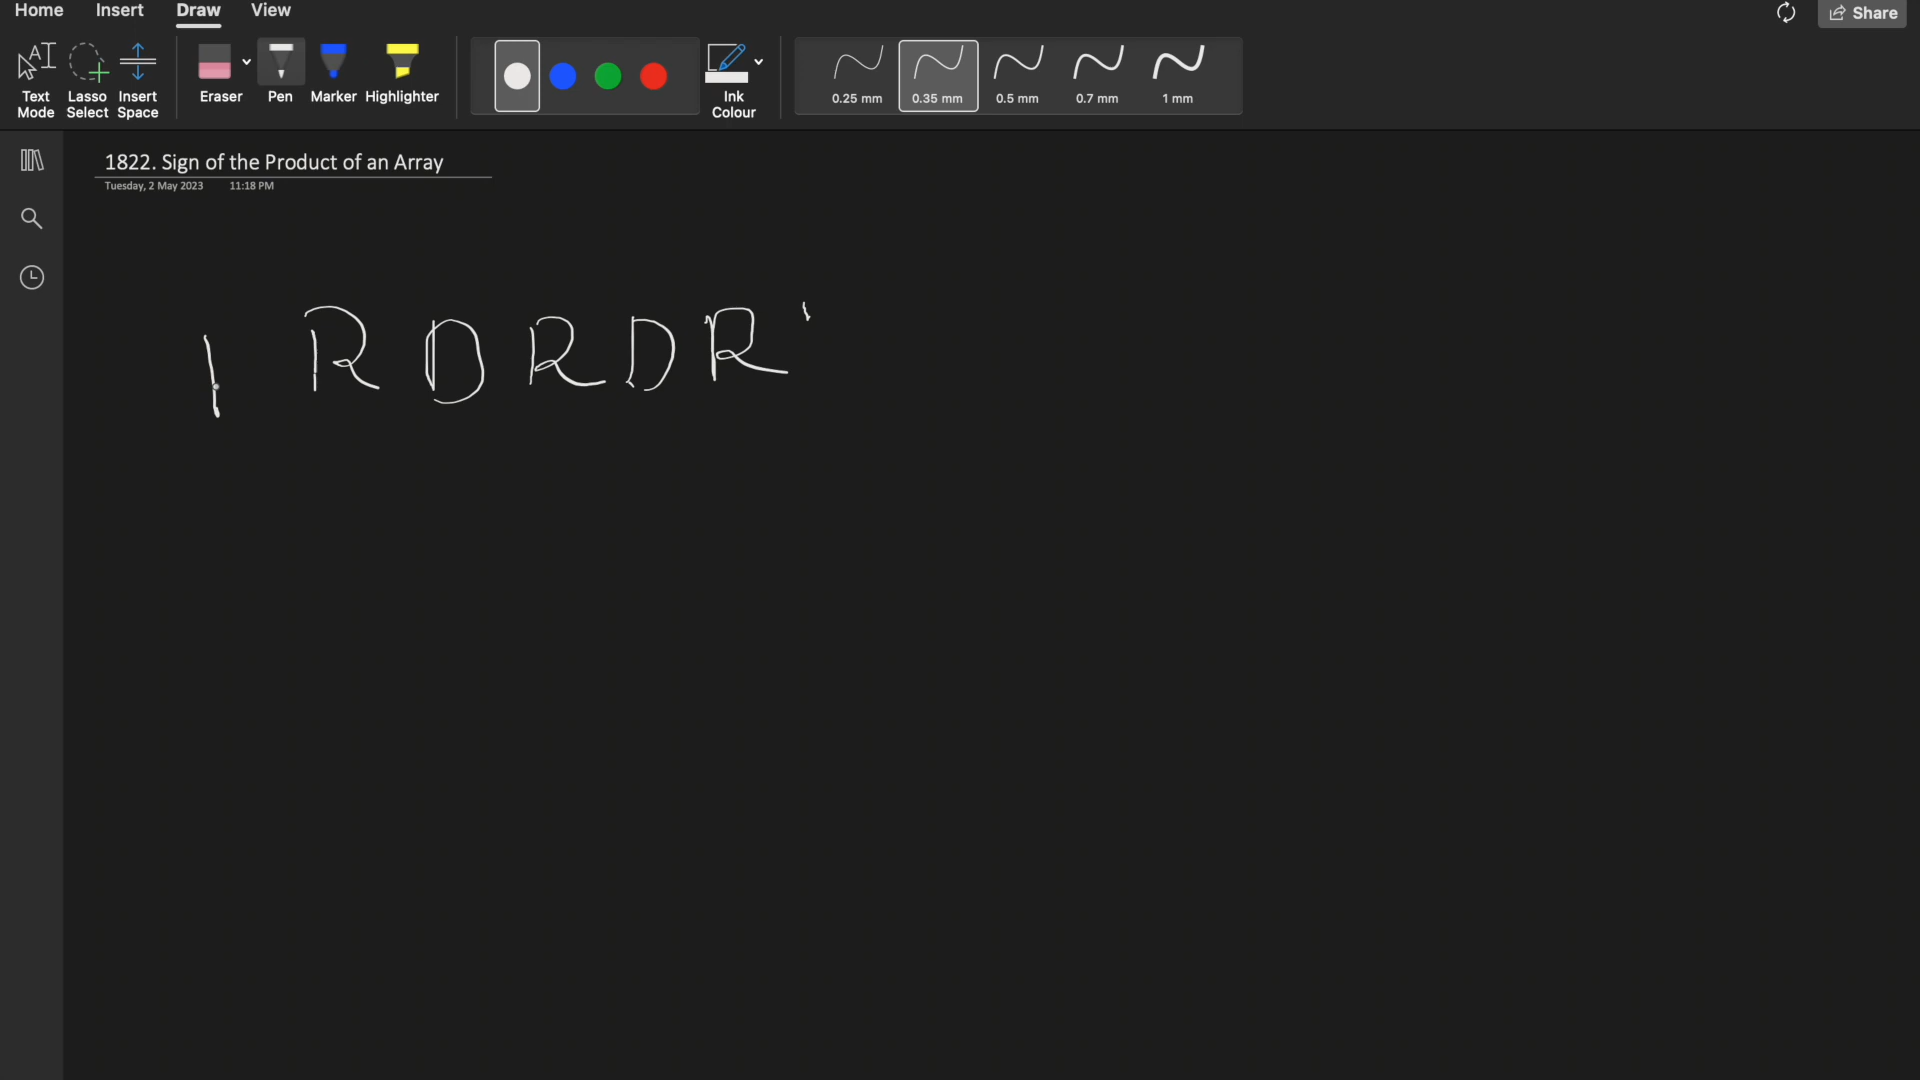 Home Insert Draw View Share
Text Mode Lasso Select Insert Space Eraser Pen Marker Highlighter Ink Colour 0.25 mm 0.35 mm 0.5 mm 0.7 mm 1 mm
1822. Sign of the Product of an Array
Tuesday, 2 May 2023 11:18 PM
R D R D R